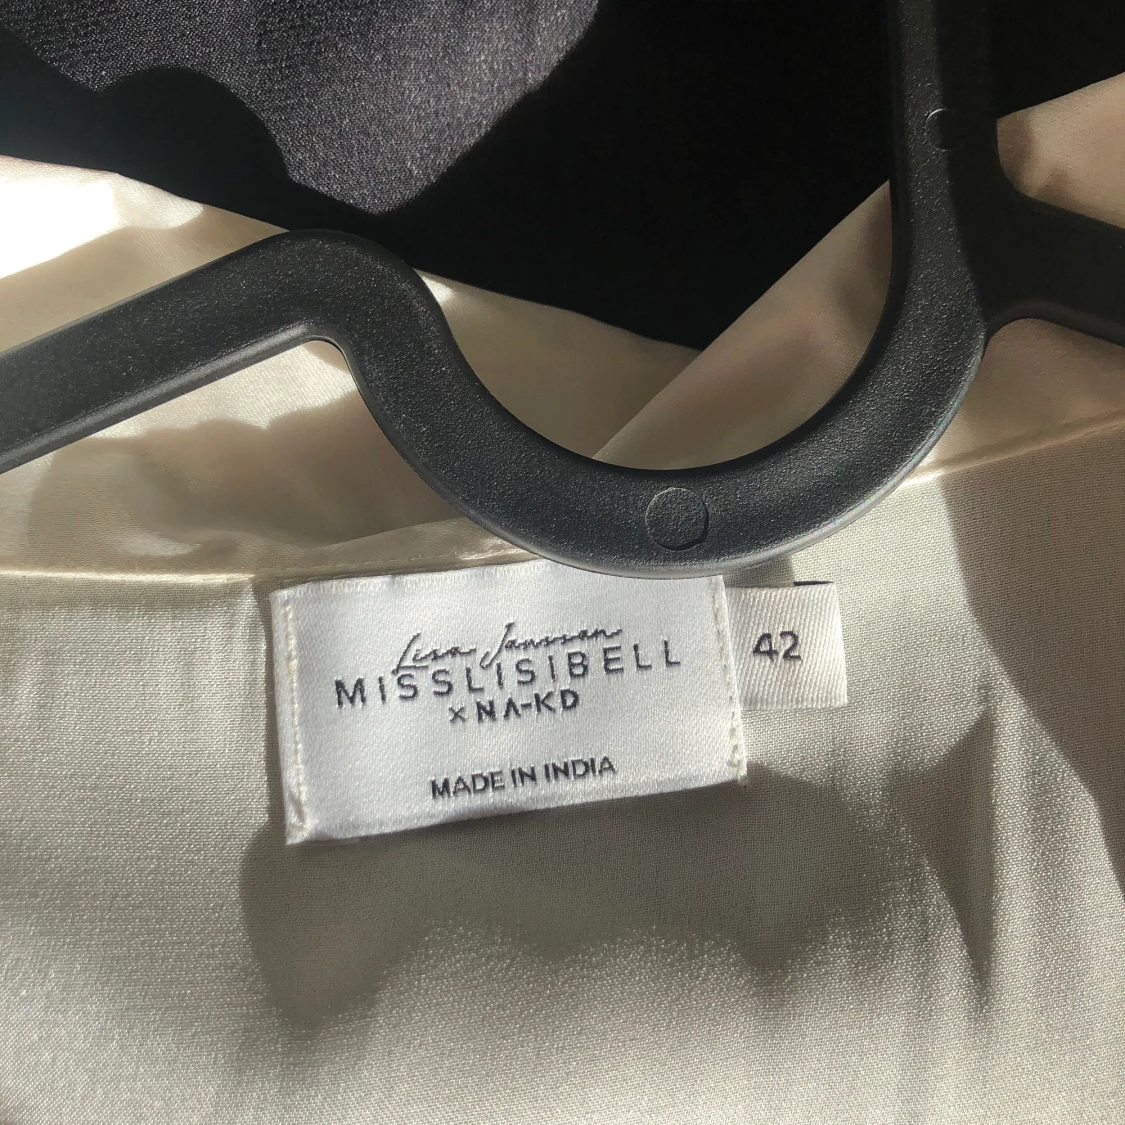 Lisa Jansson
MISSLISIBELL
× NA-KD
MADE IN INDIA
42